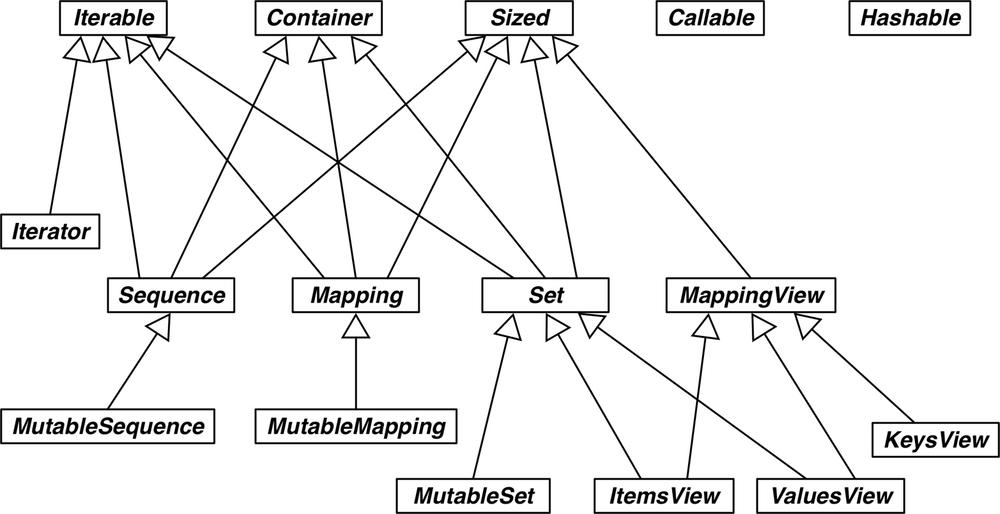 Iterable
Container
Sized
Callable
Hashable
Iterator
Sequence
Mapping
Set
MappingView
MutableSequence
MutableMapping
KeysView
MutableSet
ItemsView
ValuesView